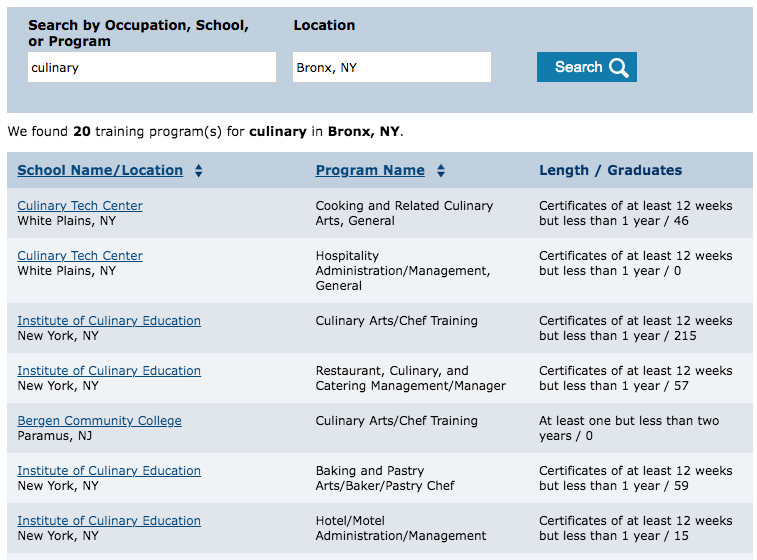 Search by Occupation, School, or Program
Location
culinary
Bronx, NY
Search
We found 20 training program(s) for culinary in Bronx, NY.
School Name/Location
Program Name
Length / Graduates
Culinary Tech Center
White Plains, NY
Cooking and Related Culinary
Arts, General
Certificates of at least 12 weeks
but less than 1 year / 46
Culinary Tech Center
White Plains, NY
Hospitality
Administration/Management,
General
Certificates of at least 12 weeks
but less than 1 year / 0
Institute of Culinary Education
New York, NY
Culinary Arts/Chef Training
Certificates of at least 12 weeks
but less than 1 year / 215
Institute of Culinary Education
New York, NY
Restaurant, Culinary, and
Catering Management/Manager
Certificates of at least 12 weeks
but less than 1 year / 57
Bergen Community College
Paramus, NJ
Culinary Arts/Chef Training
At least one but less than two
years / 0
Institute of Culinary Education
New York, NY
Baking and Pastry
Arts/Baker/Pastry Chef
Certificates of at least 12 weeks
but less than 1 year / 59
Institute of Culinary Education
New York, NY
Hotel/Motel
Administration/Management
Certificates of at least 12 weeks
but less than 1 year / 15